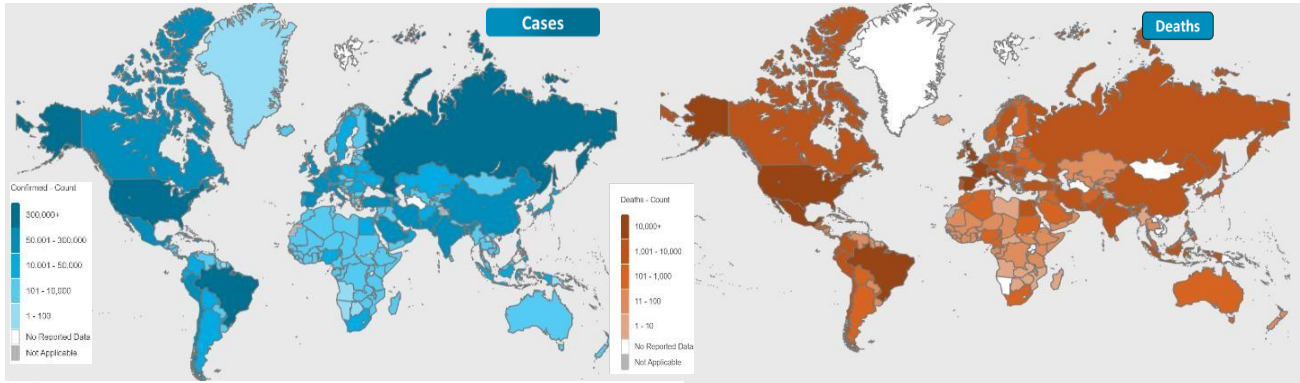 Cases
Deaths
Confirmed - Count
300,000+
50,001 - 300,000
10,001 - 50,000
101 - 10,000
1 - 100
No Reported Data
Not Applicable
Deaths - Count
10,000+
1,001 - 10,000
101 - 1,000
11 - 100
1 - 10
No Reported Data
Not Applicable